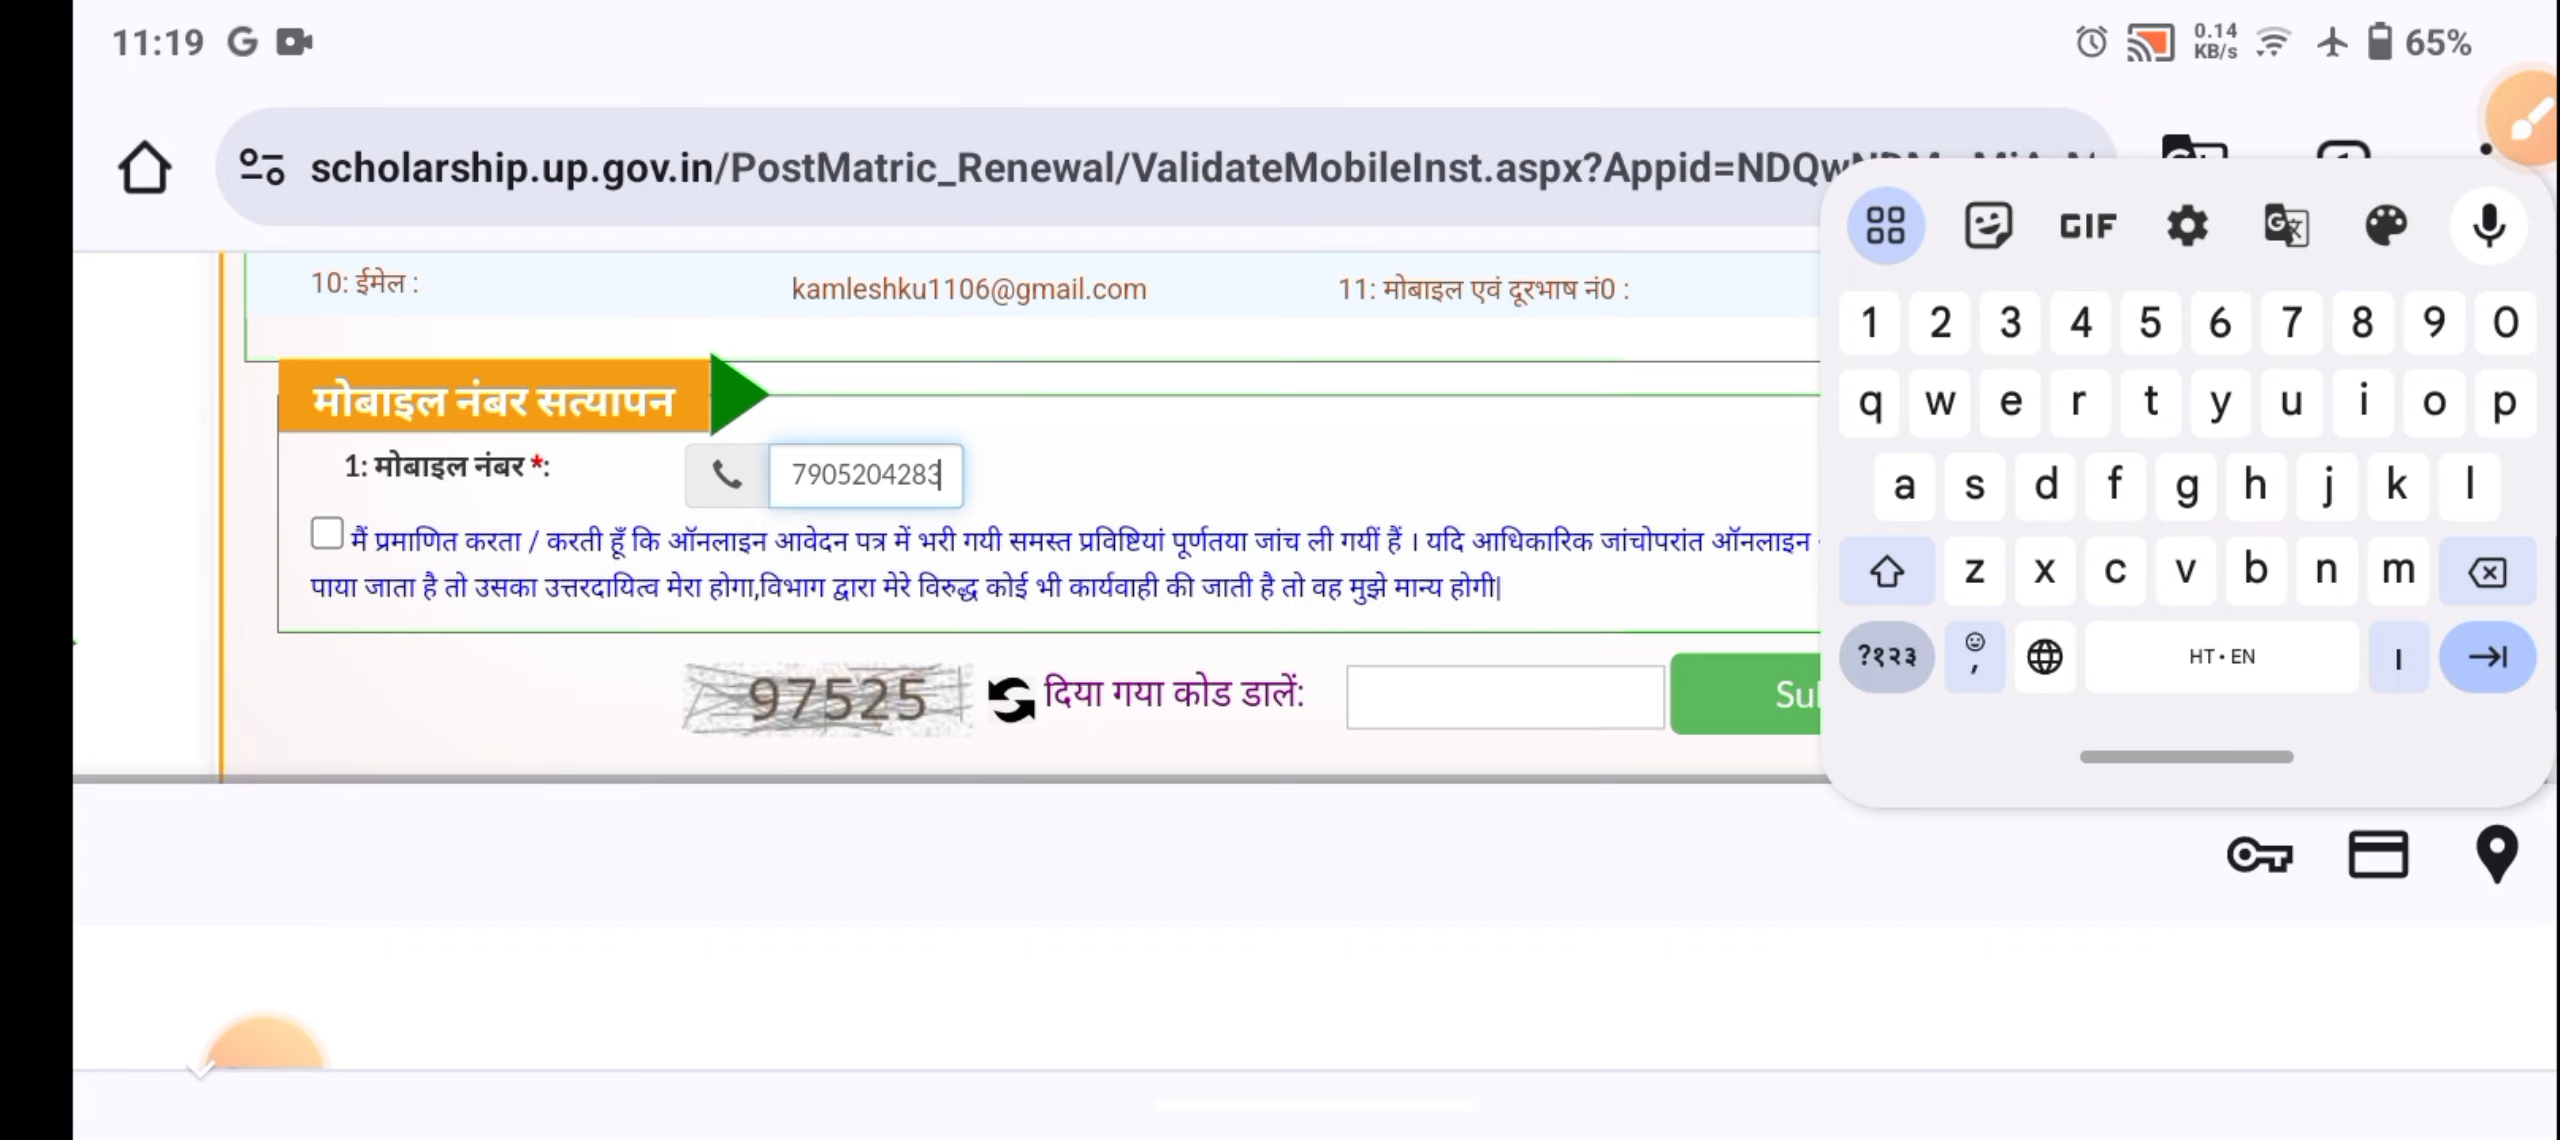 11:19
0.14
KB/s
65%
scholarship.up.gov.in/PostMatric_Renewal/ValidateMobileInst.aspx?Appid=NDQw
10: ईमेल :
kamleshku1106@gmail.com
11: मोबाइल एवं दूरभाष नं0 :
मोबाइल नंबर सत्यापन
1: मोबाइल नंबर *:
7905204283
मैं प्रमाणित करता / करती हूँ कि ऑनलाइन आवेदन पत्र में भरी गयी समस्त प्रविष्टियां पूर्णतया जांच ली गयीं हैं । यदि आधिकारिक जांचोपरांत ऑनलाइन
पाया जाता है तो उसका उत्तरदायित्व मेरा होगा,विभाग द्वारा मेरे विरुद्ध कोई भी कार्यवाही की जाती है तो वह मुझे मान्य होगी|
97525
दिया गया कोड डालें:
GIF
1 2 3 4 5 6 7 8 9 0
q w e r t y u i o p
a s d f g h j k l
z x c v b n m
?१२३ , HT • EN ।